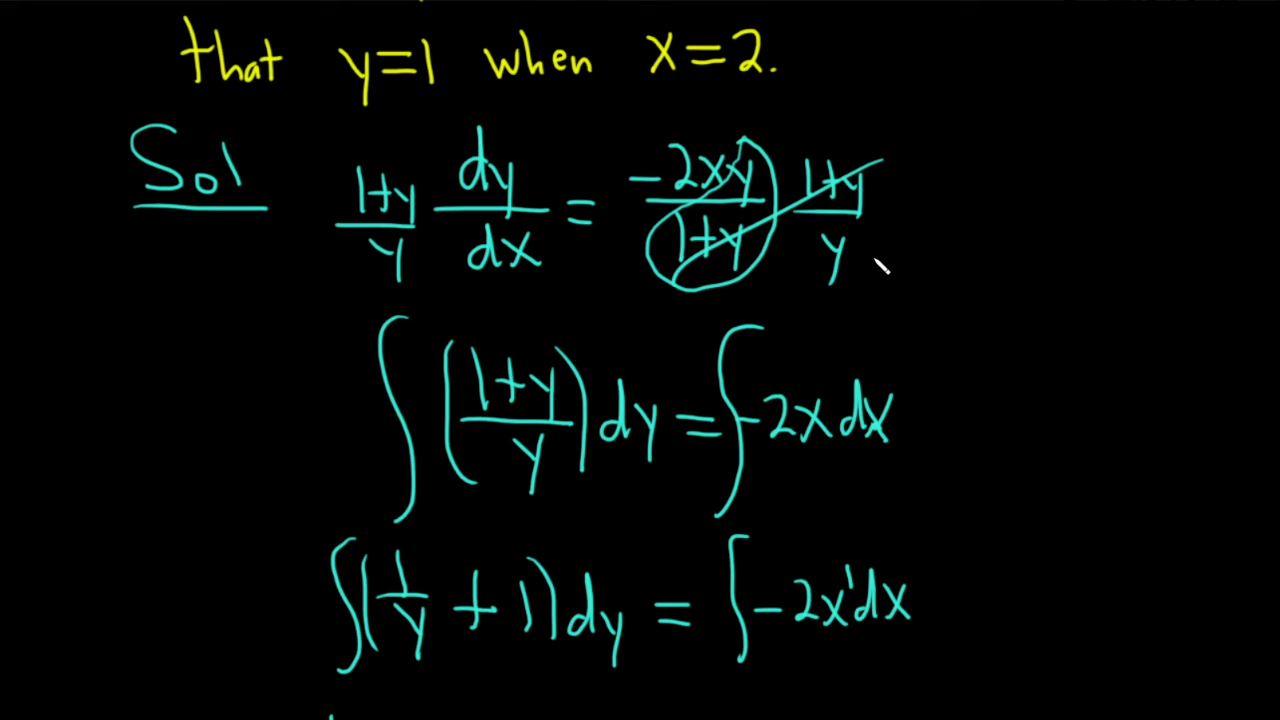 that y=1 when x=2.
Sol (1+y)/y dy/dx = (-2xy)/(1+y) (1+y)/y
∫ ((1+y)/y) dy = ∫ -2x dx
∫ (1/y + 1) dy = ∫ -2x¹ dx